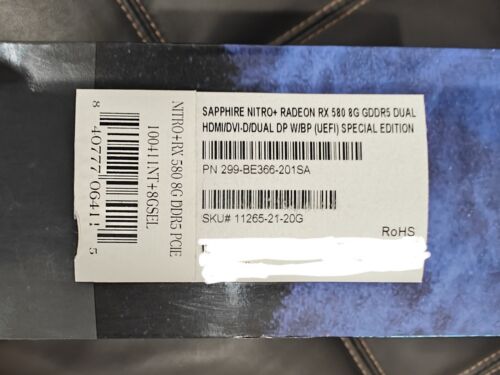 SAPPHIRE NITRO+ RADEON RX 580 8G GDDR5 DUAL
HDMI/DVI-D/DUAL DP W/BP (UEFI) SPECIAL EDITION
PN 299-BE366-201SA
SKU# 11265-21-20G
RoHS
NITRO+RX 580 8G DDR5 PCIE
100411NT+8GSEL
8 40777 06411 5